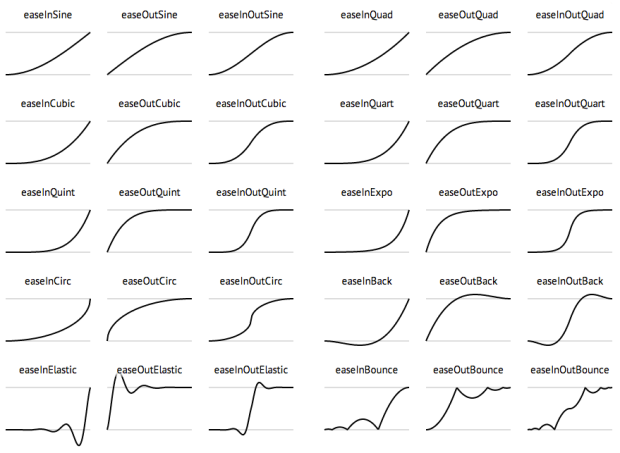 easeInSine easeOutSine easeInOutSine easeInQuad easeOutQuad easeInOutQuad
easeInCubic easeOutCubic easeInOutCubic easeInQuart easeOutQuart easeInOutQuart
easeInQuint easeOutQuint easeInOutQuint easeInExpo easeOutExpo easeInOutExpo
easeInCirc easeOutCirc easeInOutCirc easeInBack easeOutBack easeInOutBack
easeInElastic easeOutElastic easeInOutElastic easeInBounce easeOutBounce easeInOutBounce